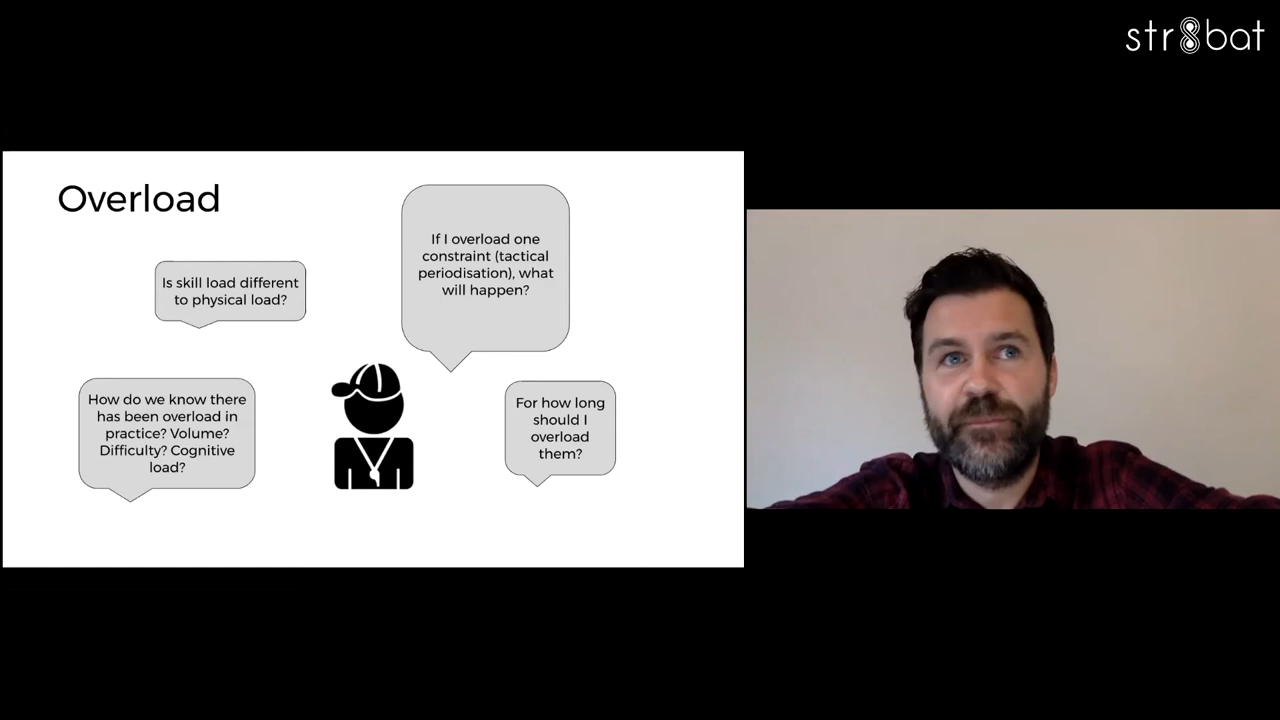 str8bat
Overload
Is skill load different
to physical load?
If I overload one
constraint (tactical
periodisation), what
will happen?
How do we know there
has been overload in
practice? Volume?
Difficulty? Cognitive
load?
For how long
should I
overload
them?